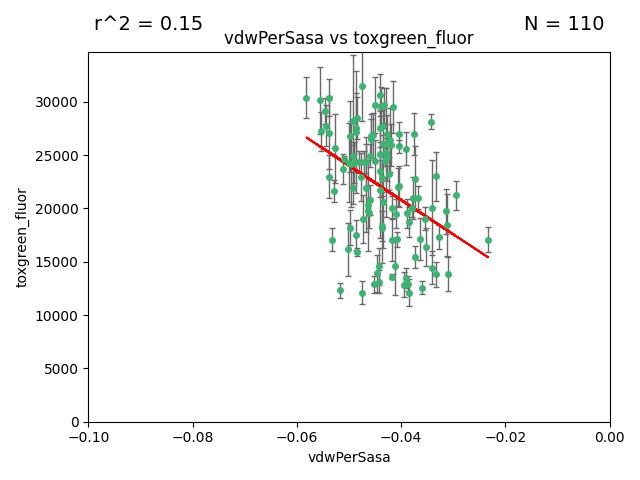 r^2 = 0.15
N = 110
vdwPerSasa vs toxgreen_fluor
toxgreen_fluor
30000
25000
20000
15000
10000
5000
0
−0.10
−0.08
−0.06
−0.04
−0.02
0.00
vdwPerSasa